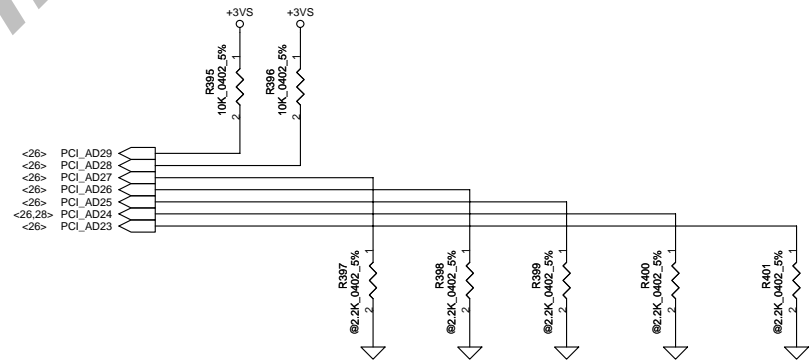 +3VS
+3VS
1
R395
10K_0402_5%
2
1
R396
10K_0402_5%
2
<26> PCI_AD29
<26> PCI_AD28
<26> PCI_AD27
<26> PCI_AD26
<26> PCI_AD25
<26,28> PCI_AD24
<26> PCI_AD23
1
R397
@2.2K_0402_5%
2
1
R398
@2.2K_0402_5%
2
1
R399
@2.2K_0402_5%
2
1
R400
@2.2K_0402_5%
2
1
R401
@2.2K_0402_5%
2